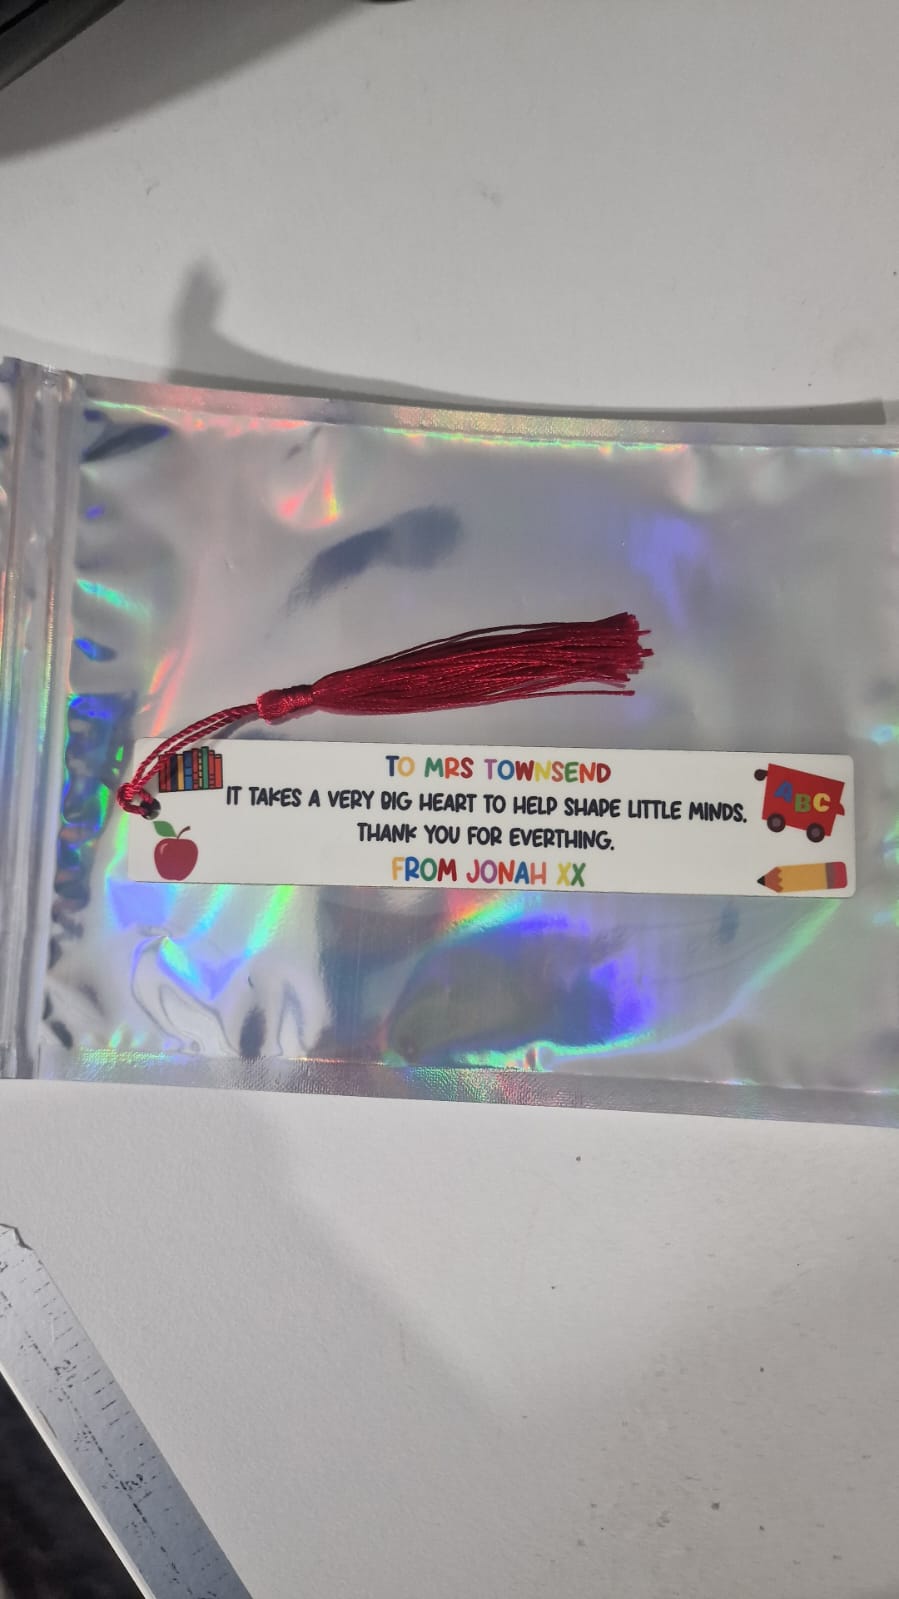 TO MRS TOWNSEND
IT TAKES A VERY BIG HEART TO HELP SHAPE LITTLE MINDS.
THANK YOU FOR EVERTHING.
FROM JONAH XX
ABC